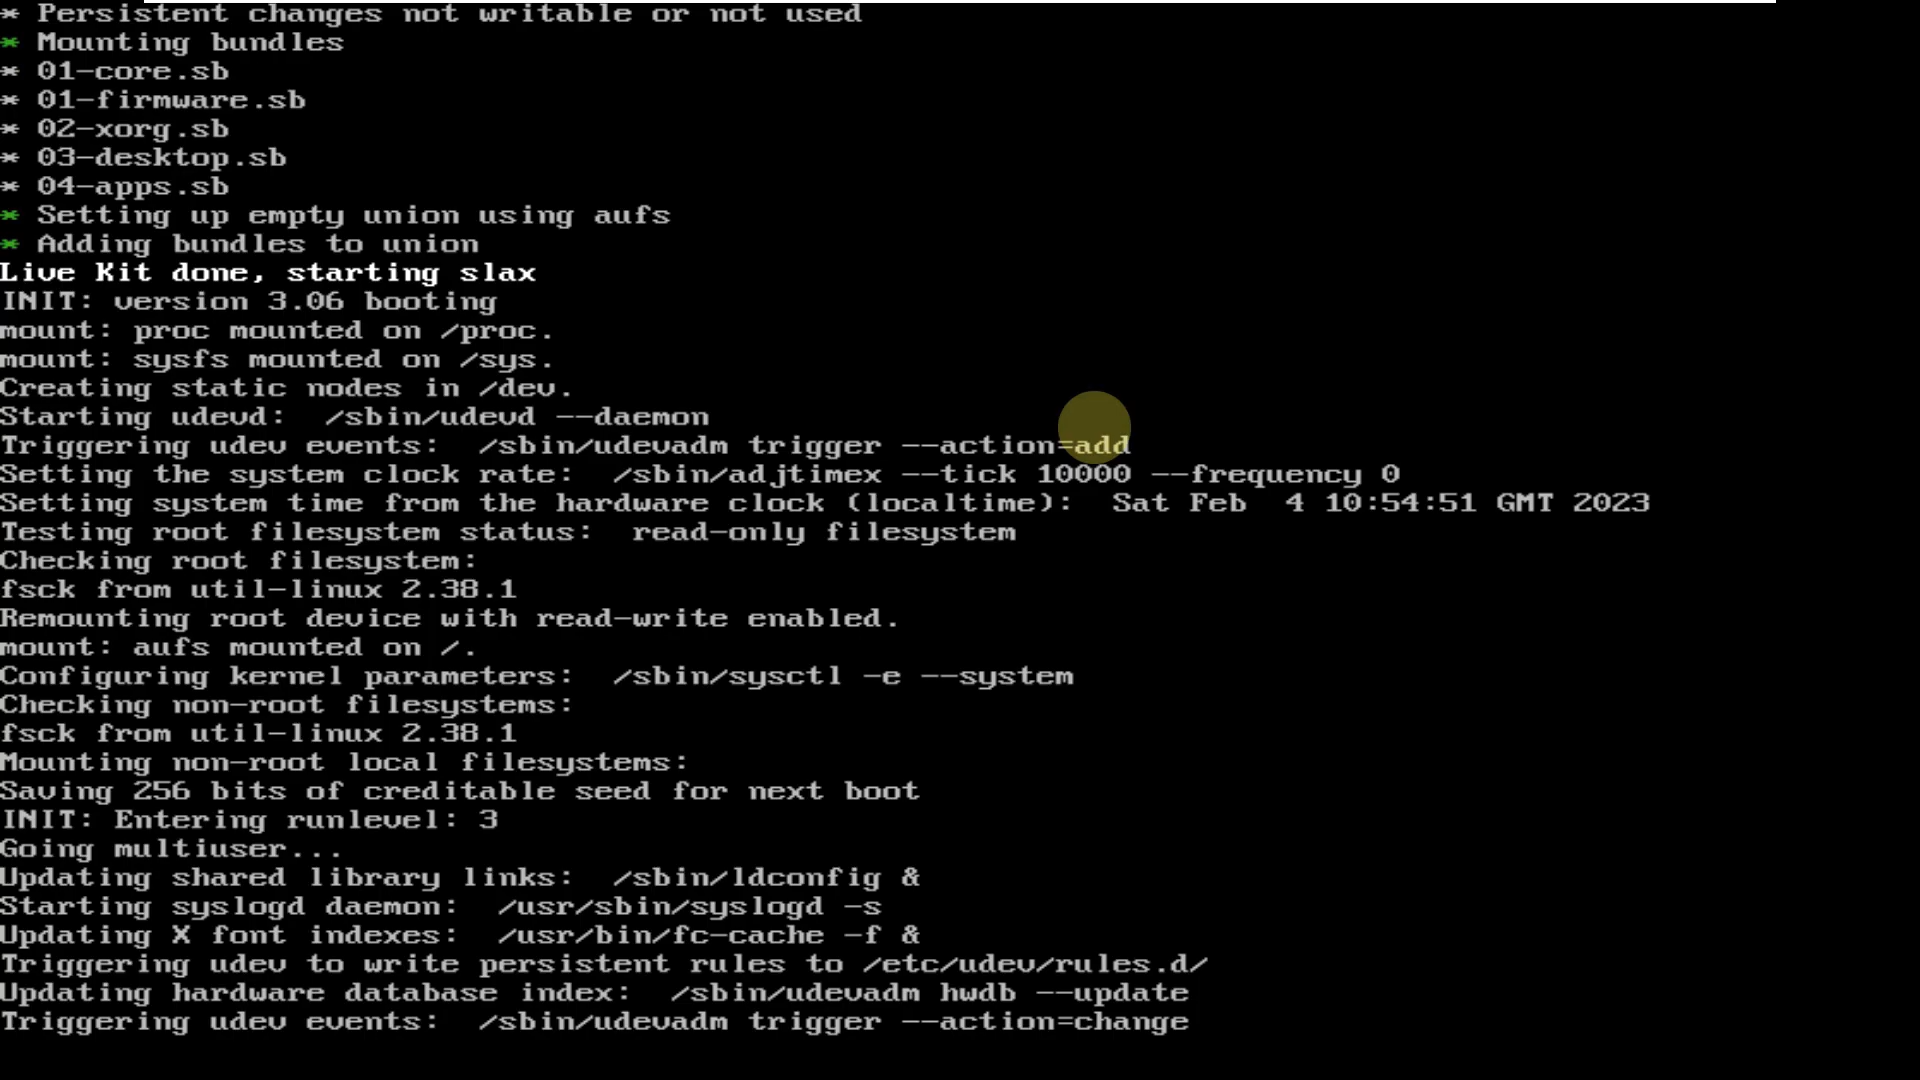 * Persistent changes not writable or not used
* Mounting bundles
* 01-core.sb
* 01-firmware.sb
* 02-xorg.sb
* 03-desktop.sb
* 04-apps.sb
* Setting up empty union using aufs
* Adding bundles to union
Live Kit done, starting slax
INIT: version 3.06 booting
mount: proc mounted on /proc.
mount: sysfs mounted on /sys.
Creating static nodes in /dev.
Starting udevd:  /sbin/udevd --daemon
Triggering udev events:  /sbin/udevadm trigger --action=add
Setting the system clock rate:  /sbin/adjtimex --tick 10000 --frequency 0
Setting system time from the hardware clock (localtime):  Sat Feb  4 10:54:51 GMT 2023
Testing root filesystem status:  read-only filesystem
Checking root filesystem:
fsck from util-linux 2.38.1
Remounting root device with read-write enabled.
mount: aufs mounted on /.
Configuring kernel parameters:  /sbin/sysctl -e --system
Checking non-root filesystems:
fsck from util-linux 2.38.1
Mounting non-root local filesystems:
Saving 256 bits of creditable seed for next boot
INIT: Entering runlevel: 3
Going multiuser...
Updating shared library links:  /sbin/ldconfig &
Starting syslogd daemon:  /usr/sbin/syslogd -s
Updating X font indexes:  /usr/bin/fc-cache -f &
Triggering udev to write persistent rules to /etc/udev/rules.d/
Updating hardware database index:  /sbin/udevadm hwdb --update
Triggering udev events:  /sbin/udevadm trigger --action=change